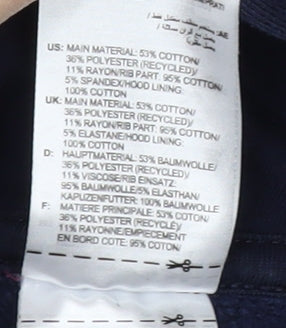 US: MAIN MATERIAL: 53% COTTON/
36% POLYESTER (RECYCLED)/
11% RAYON/RIB PART: 95% COTTON/
5% SPANDEX/HOOD LINING:
100% COTTON
UK: MAIN MATERIAL: 53% COTTON/
36% POLYESTER (RECYCLED)/
11% RAYON/RIB PART: 95% COTTON/
5% ELASTANE/HOOD LINING:
100% COTTON
D: HAUPTMATERIAL: 53% BAUMWOLLE/
36% POLYESTER (RECYCLED)/
11% VISCOSE/RIB EINSATZ:
95% BAUMWOLLE/5% ELASTHAN/
KAPUZENFUTTER: 100% BAUMWOLLE
F: MATIERE PRINCIPALE: 53% COTON/
36% POLYESTER (RECYCLE)/
11% RAYONNE/EMPIECEMENT
EN BORD COTE: 95% COTON/